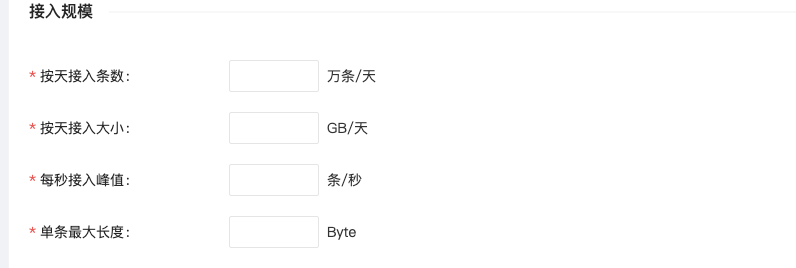 接入规模
* 按天接入条数: 万条/天
* 按天接入大小: GB/天
* 每秒接入峰值: 条/秒
* 单条最大长度: Byte